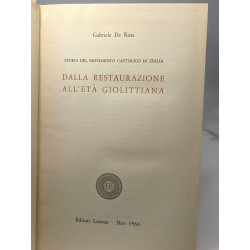 Gabriele De Rosa
STORIA DEL MOVIMENTO CATTOLICO IN ITALIA
DALLA RESTAURAZIONE
ALL'ETÀ GIOLITTIANA
Editori Laterza - Bari 1966